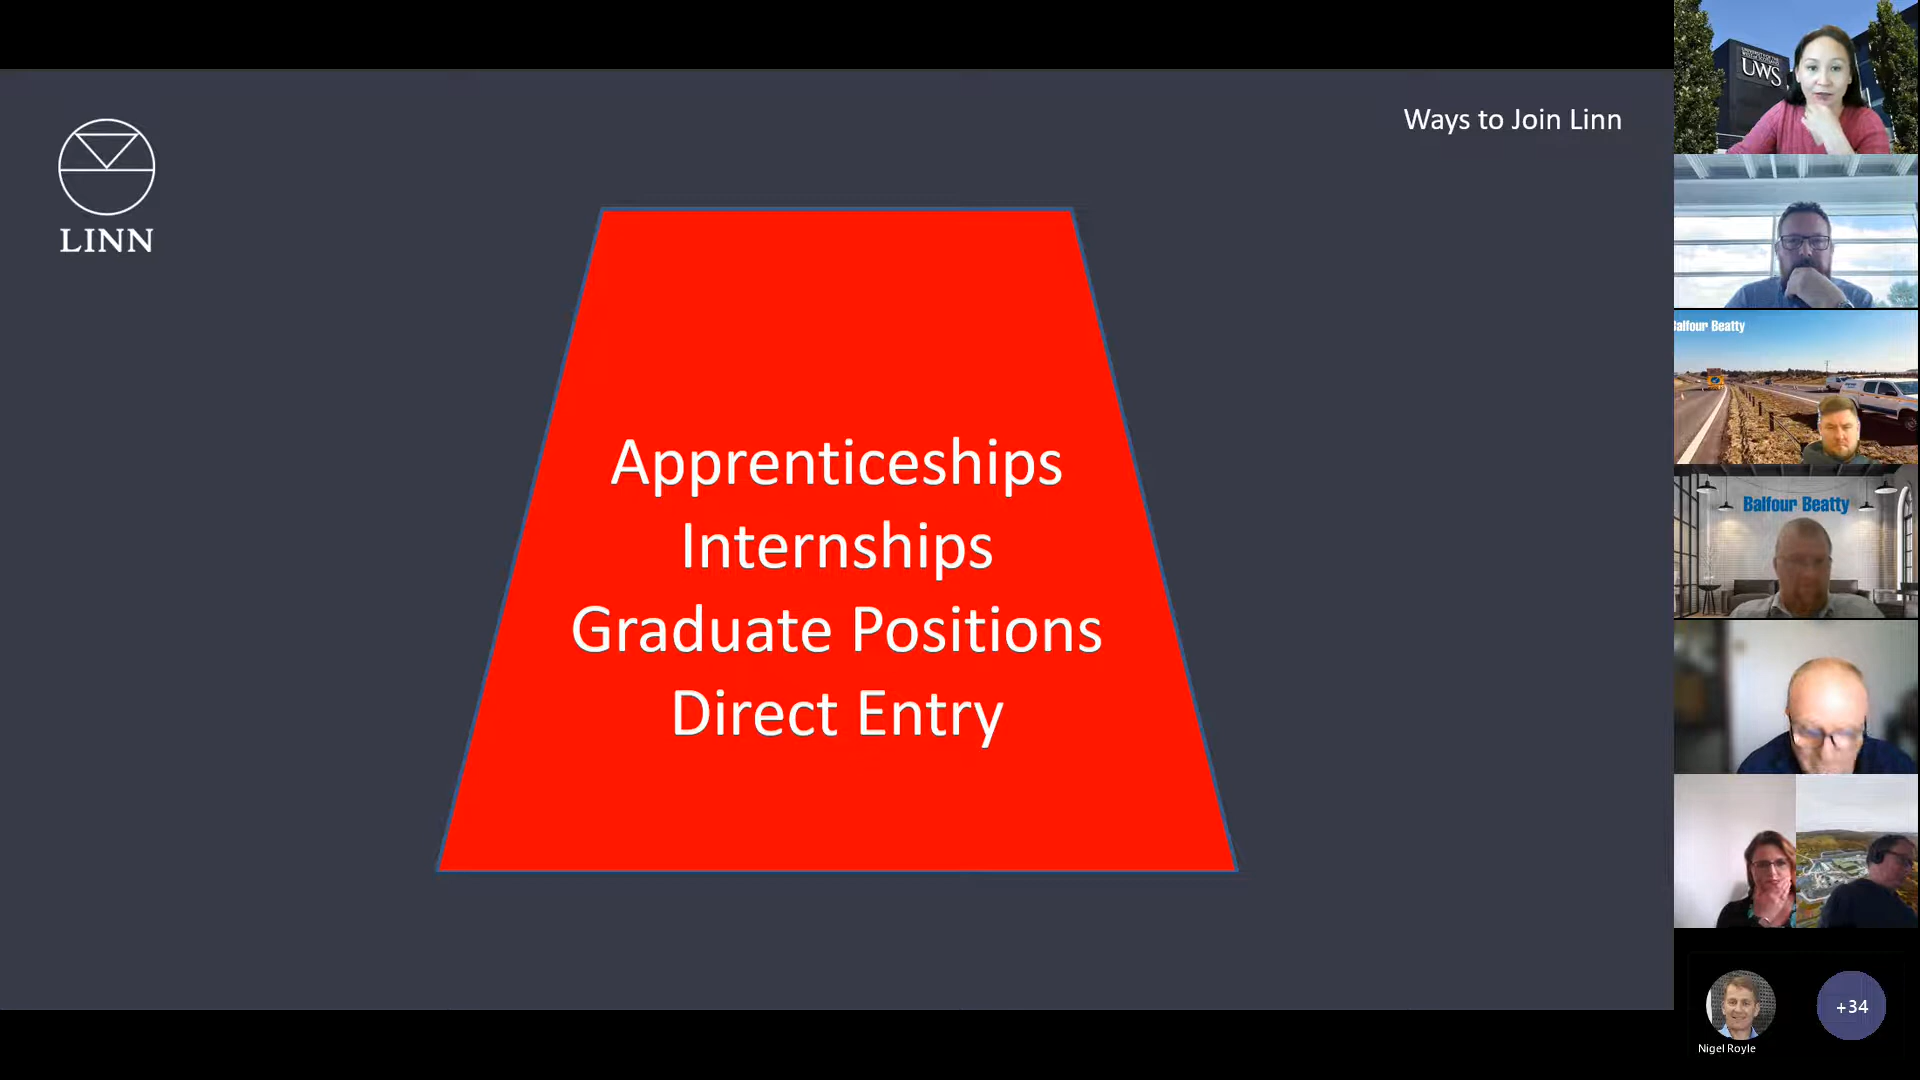 LINN
Ways to Join Linn
Apprenticeships
Internships
Graduate Positions
Direct Entry
UWS
Balfour Beatty
Balfour Beatty
Nigel Royle
+34